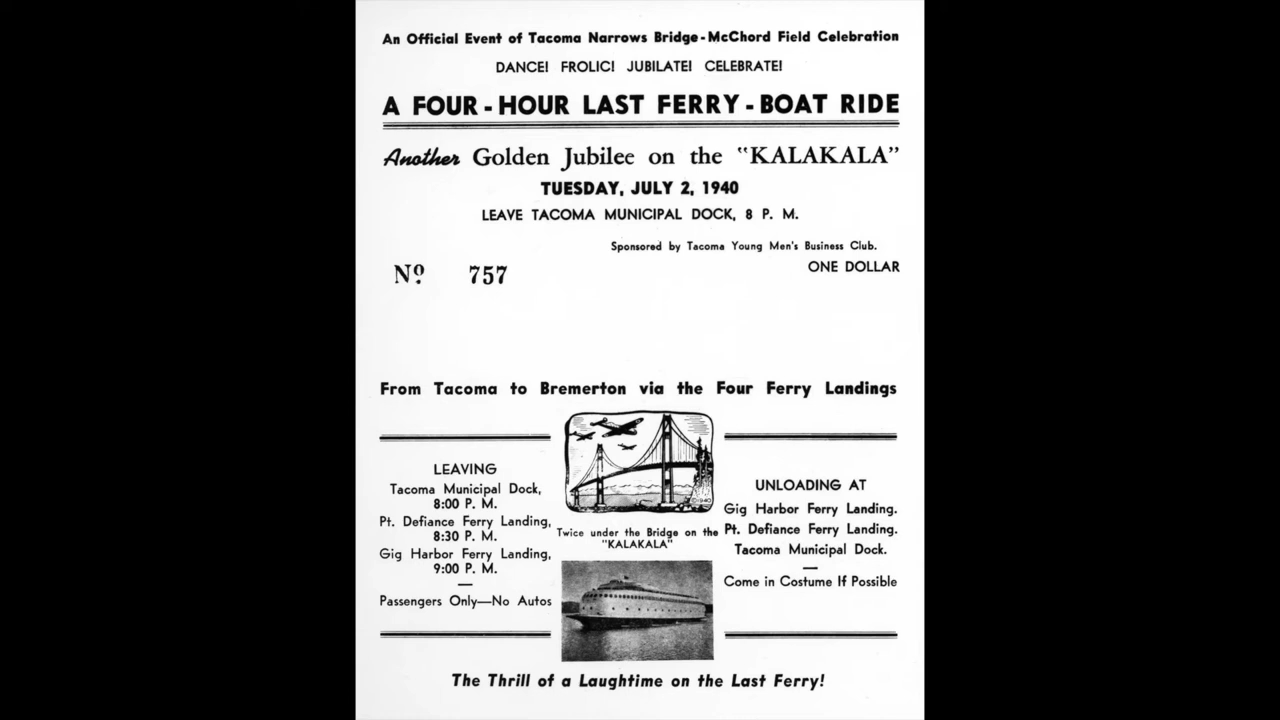 An Official Event of Tacoma Narrows Bridge - McChord Field Celebration
DANCE! FROLIC! JUBILATE! CELEBRATE!
A FOUR - HOUR LAST FERRY - BOAT RIDE
Another Golden Jubilee on the "KALAKALA"
TUESDAY, JULY 2, 1940
LEAVE TACOMA MUNICIPAL DOCK, 8 P. M.
Sponsored by Tacoma Young Men's Business Club.
ONE DOLLAR
Nº 757
From Tacoma to Bremerton via the Four Ferry Landings
LEAVING
Tacoma Municipal Dock,
8:00 P. M.
Pt. Defiance Ferry Landing,
8:30 P. M.
Gig Harbor Ferry Landing,
9:00 P. M.
Passengers Only—No Autos
©1940
Twice under the Bridge on the
"KALAKALA"
UNLOADING AT
Gig Harbor Ferry Landing.
Pt. Defiance Ferry Landing.
Tacoma Municipal Dock.
Come in Costume If Possible
The Thrill of a Laughtime on the Last Ferry!